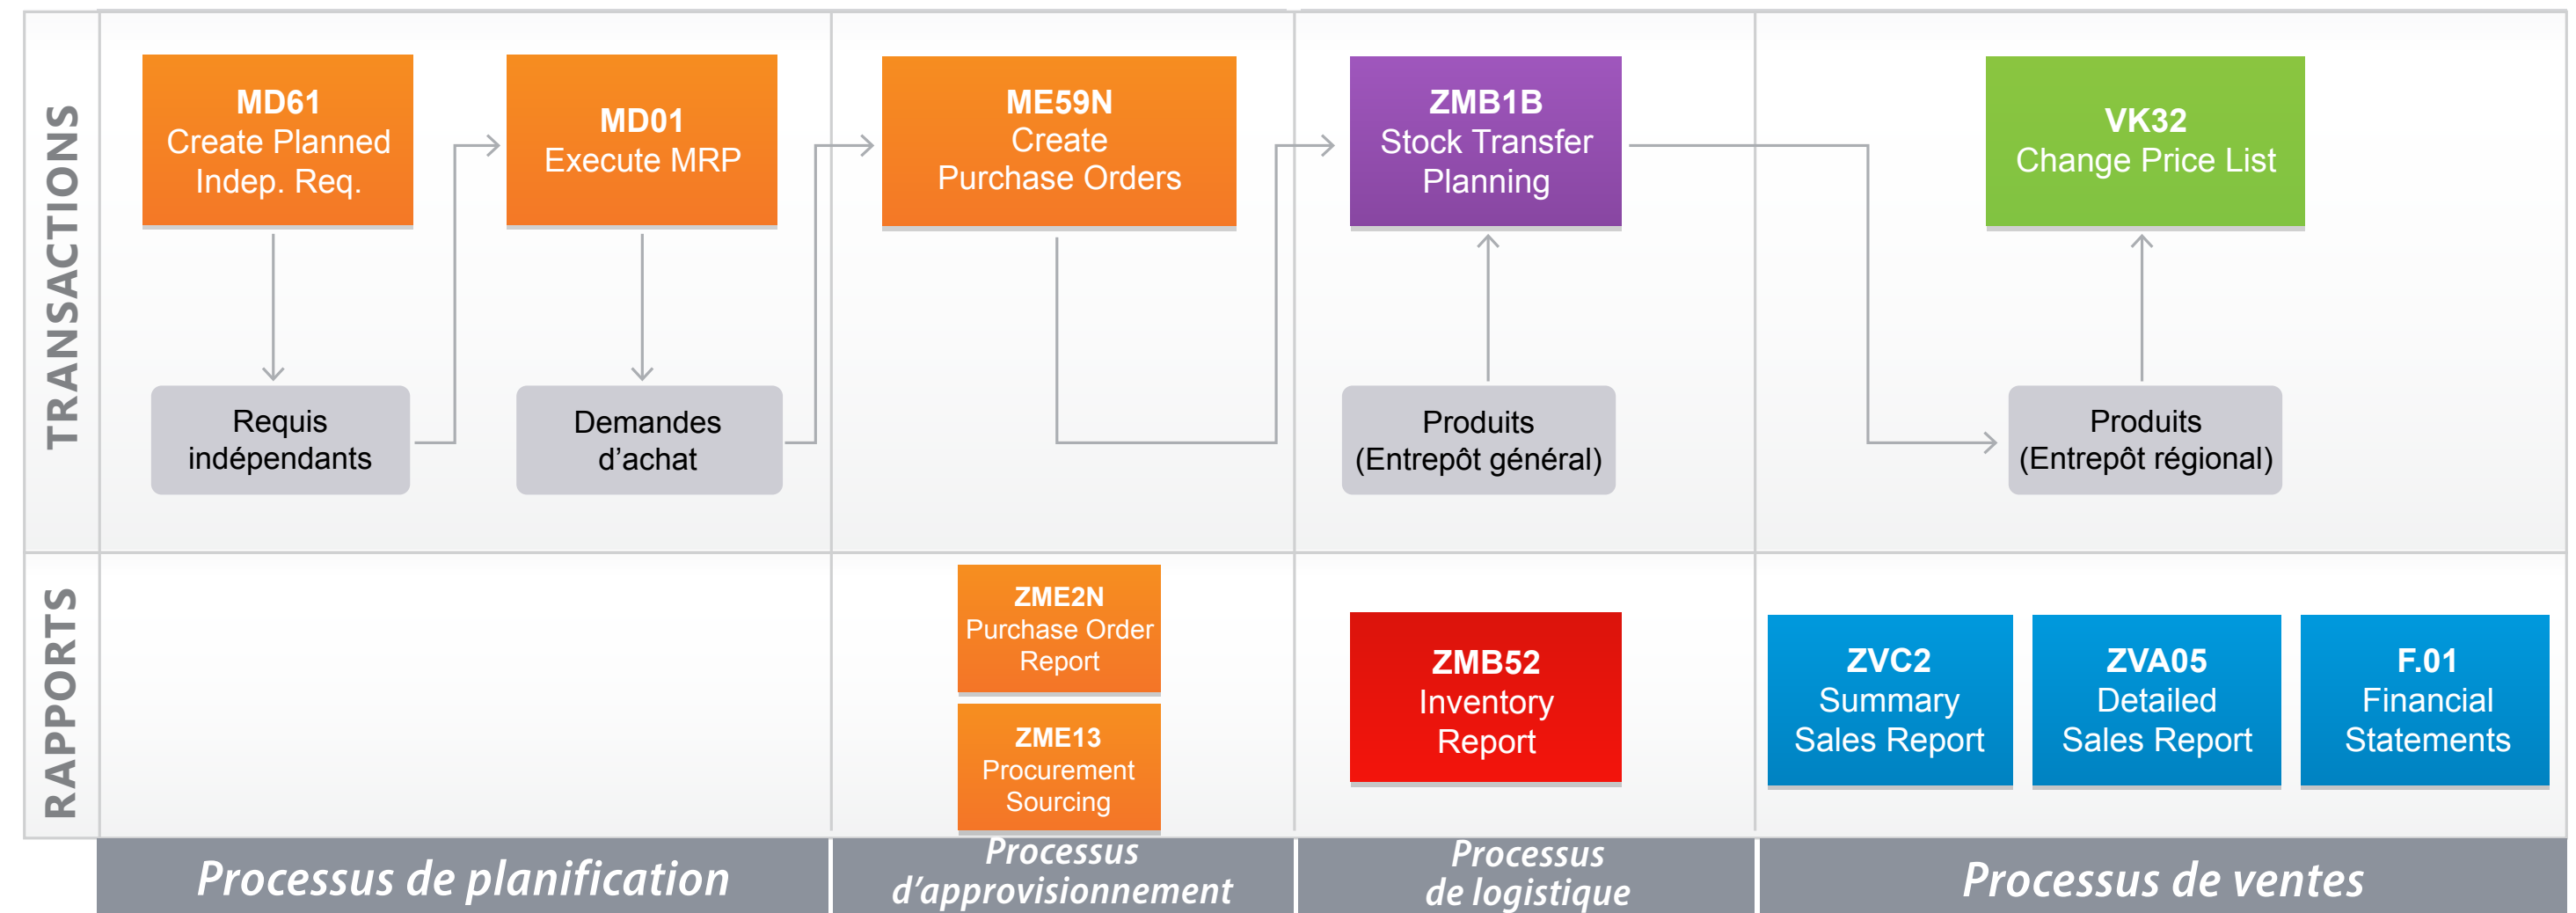 TRANSACTIONS
MD61
Create Planned
Indep. Req.
MD01
Execute MRP
ME59N
Create
Purchase Orders
ZMB1B
Stock Transfer
Planning
VK32
Change Price List
Requis
indépendants
Demandes
d’achat
Produits
(Entrepôt général)
Produits
(Entrepôt régional)
RAPPORTS
ZME2N
Purchase Order
Report
ZME13
Procurement
Sourcing
ZMB52
Inventory
Report
ZVC2
Summary
Sales Report
ZVA05
Detailed
Sales Report
F.01
Financial
Statements
Processus de planification
Processus
d’approvisionnement
Processus
de logistique
Processus de ventes